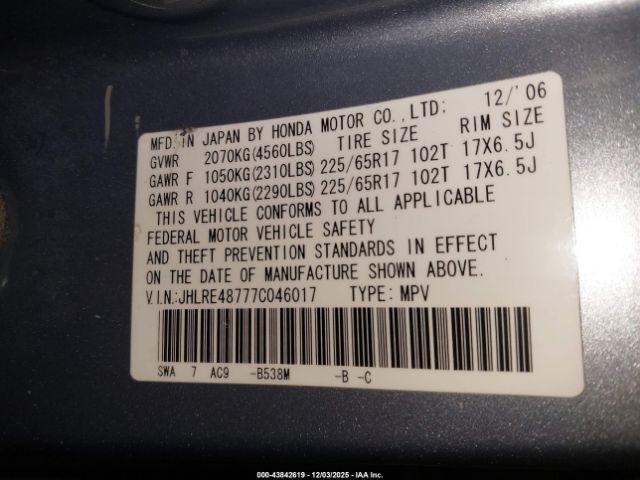 MFD. IN JAPAN BY HONDA MOTOR CO.,LTD: 12/'06
GVWR 2070KG(4560LBS) TIRE SIZE RIM SIZE
GAWR F 1050KG(2310LBS) 225/65R17 102T 17X6.5J
GAWR R 1040KG(2290LBS) 225/65R17 102T 17X6.5J
THIS VEHICLE CONFORMS TO ALL APPLICABLE
FEDERAL MOTOR VEHICLE SAFETY
AND THEFT PREVENTION STANDARDS IN EFFECT
ON THE DATE OF MANUFACTURE SHOWN ABOVE.
V.I.N.:JHLRE48777C046017 TYPE: MPV
SWA 7 AC9 -B538M -B -C
000-43842619 - 12/03/2025 - IAA Inc.